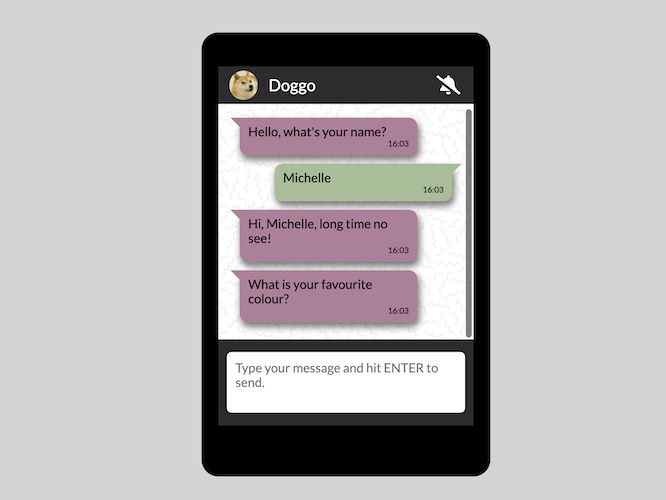 Doggo
Hello, what's your name?
16:03
Michelle
16:03
Hi, Michelle, long time no
see!
16:03
What is your favourite
colour?
16:03
Type your message and hit ENTER to
send.